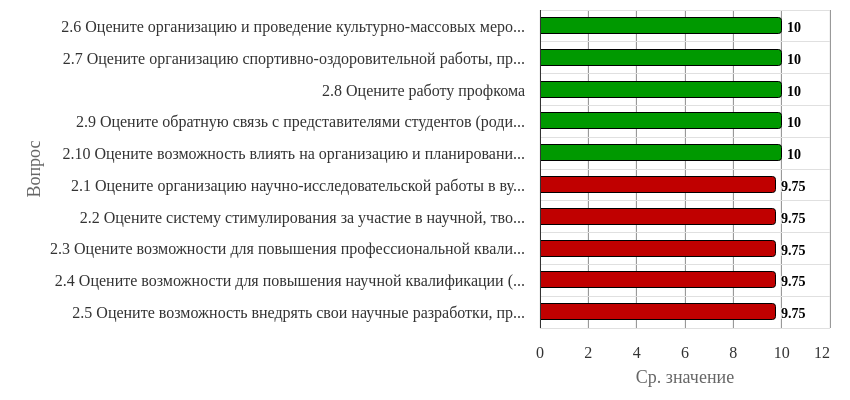 2.6 Оцените организацию и проведение культурно-массовых меро... 10
2.7 Оцените организацию спортивно-оздоровительной работы, пр... 10
2.8 Оцените работу профкома 10
2.9 Оцените обратную связь с представителями студентов (роди... 10
2.10 Оцените возможность влиять на организацию и планировани... 10
2.1 Оцените организацию научно-исследовательской работы в ву... 9.75
2.2 Оцените систему стимулирования за участие в научной, тво... 9.75
2.3 Оцените возможности для повышения профессиональной квали... 9.75
2.4 Оцените возможности для повышения научной квалификации (... 9.75
2.5 Оцените возможность внедрять свои научные разработки, пр... 9.75
Вопрос
0 2 4 6 8 10 12
Ср. значение